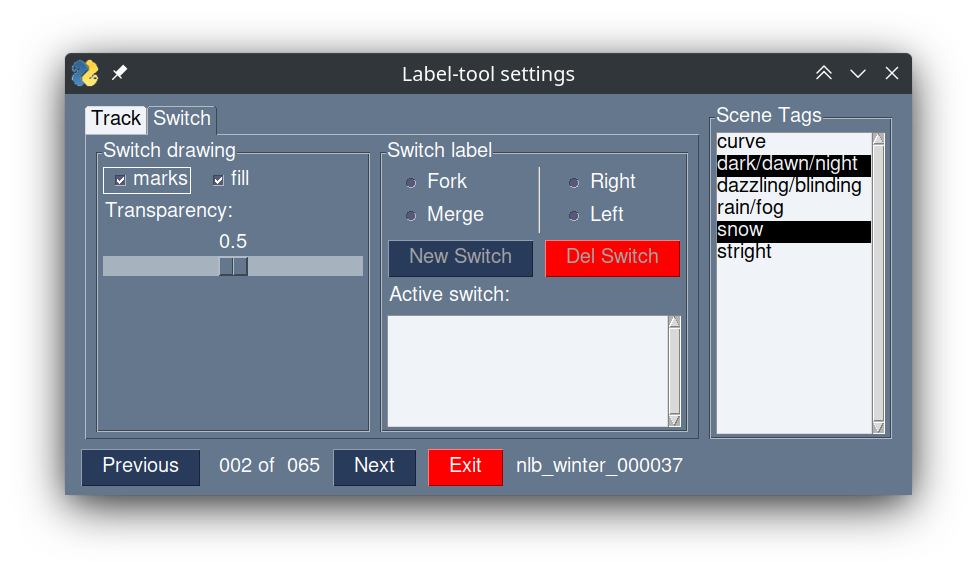 Label-tool settings
Track Switch
Switch drawing
marks fill
Transparency:
0.5
Switch label
Fork Right
Merge Left
New Switch Del Switch
Active switch:
Scene Tags
curve
dark/dawn/night
dazzling/blinding
rain/fog
snow
stright
Previous 002 of 065 Next Exit nlb_winter_000037